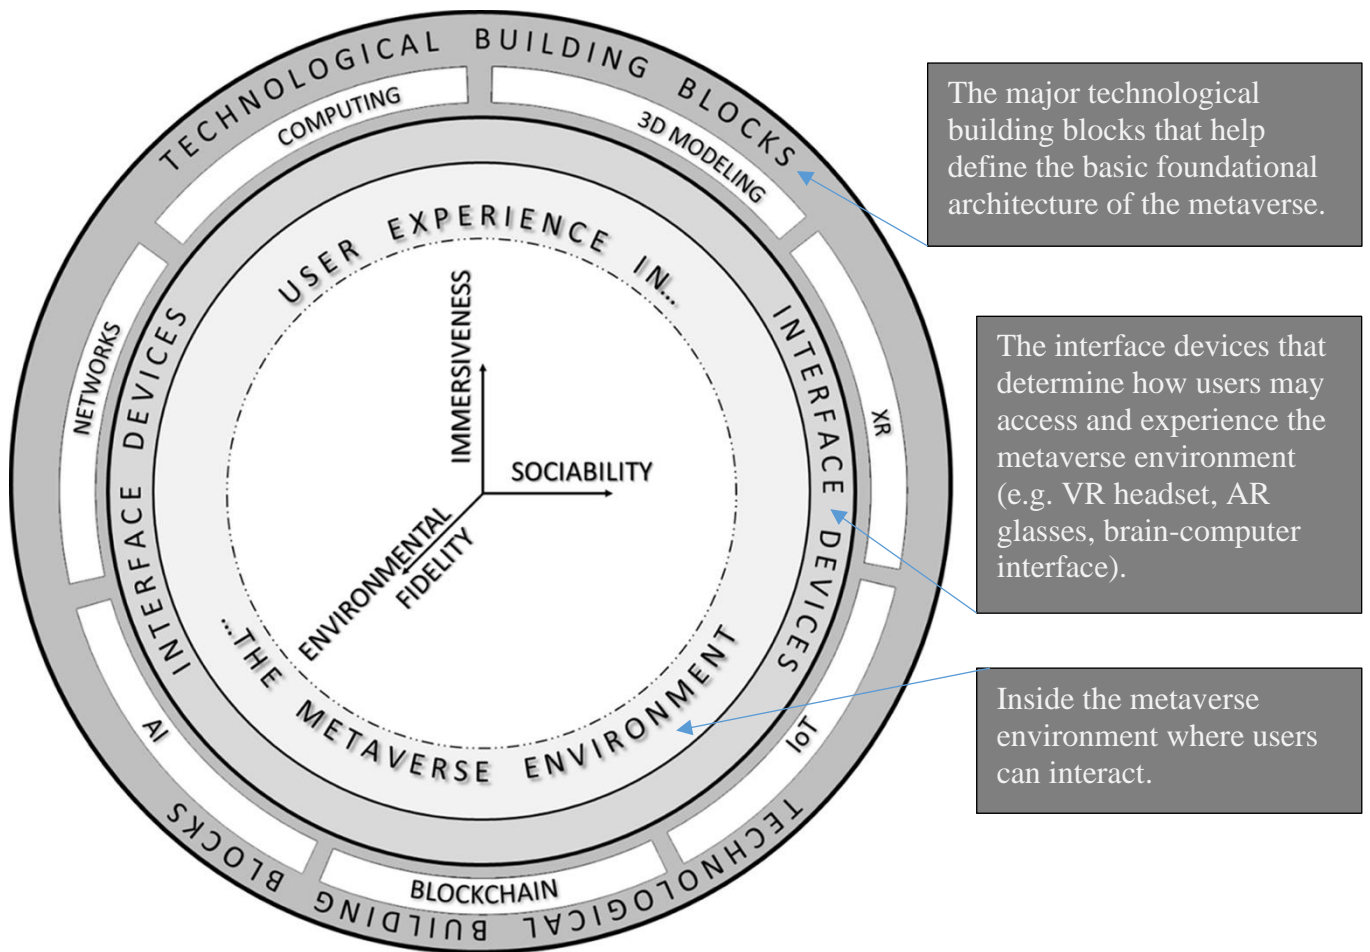 TECHNOLOGICAL BUILDING BLOCKS
COMPUTING
3D MODELING
NETWORKS
XR
AI
IoT
BLOCKCHAIN
TECHNOLOGICAL BUILDING BLOCKS
INTERFACE DEVICES
INTERFACE DEVICES
USER EXPERIENCE IN...
...THE METAVERSE ENVIRONMENT
IMMERSIVENESS
SOCIABILITY
ENVIRONMENTAL
FIDELITY
The major technological
building blocks that help
define the basic foundational
architecture of the metaverse.
The interface devices that
determine how users may
access and experience the
metaverse environment
(e.g. VR headset, AR
glasses, brain-computer
interface).
Inside the metaverse
environment where users
can interact.